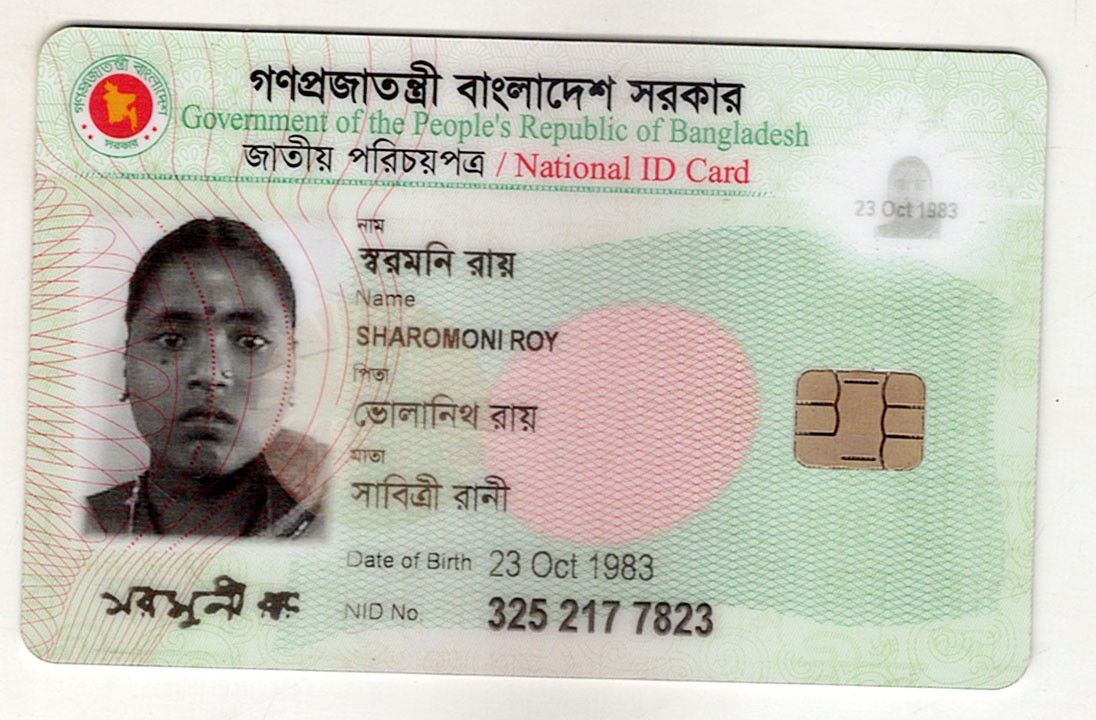 গণপ্রজাতন্ত্রী বাংলাদেশ সরকার
Government of the People's Republic of Bangladesh
জাতীয় পরিচয়পত্র / National ID Card
গণপ্রজাতন্ত্রী বাংলাদেশ
সরকার
23 Oct 1983
নাম
স্বরমনি রায়
Name
SHAROMONI ROY
পিতা
ভোলানিথ রায়
মাতা
সাবিত্রী রানী
Date of Birth 23 Oct 1983
NID No. 325 217 7823